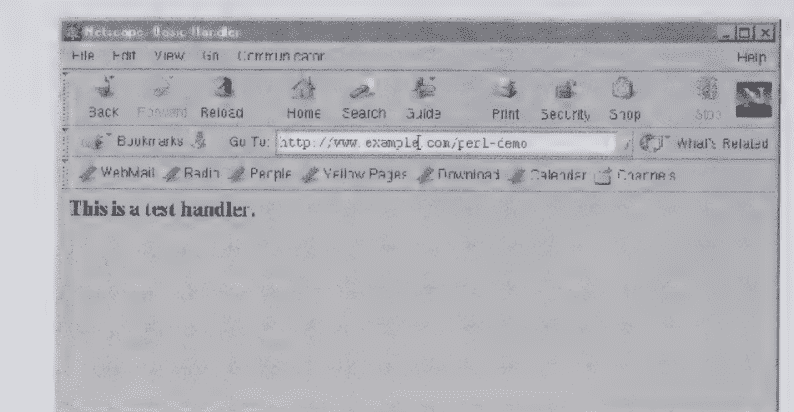 Netscape: Basic Handler
File Edit View Go Communicator Help
Back Forward Reload Home Search Guide Print Security Shop Stop
Bookmarks Go To: http://www.example.com/perl-demo What's Related
WebMail Radio People Yellow Pages Download Calendar Channels
This is a test handler.